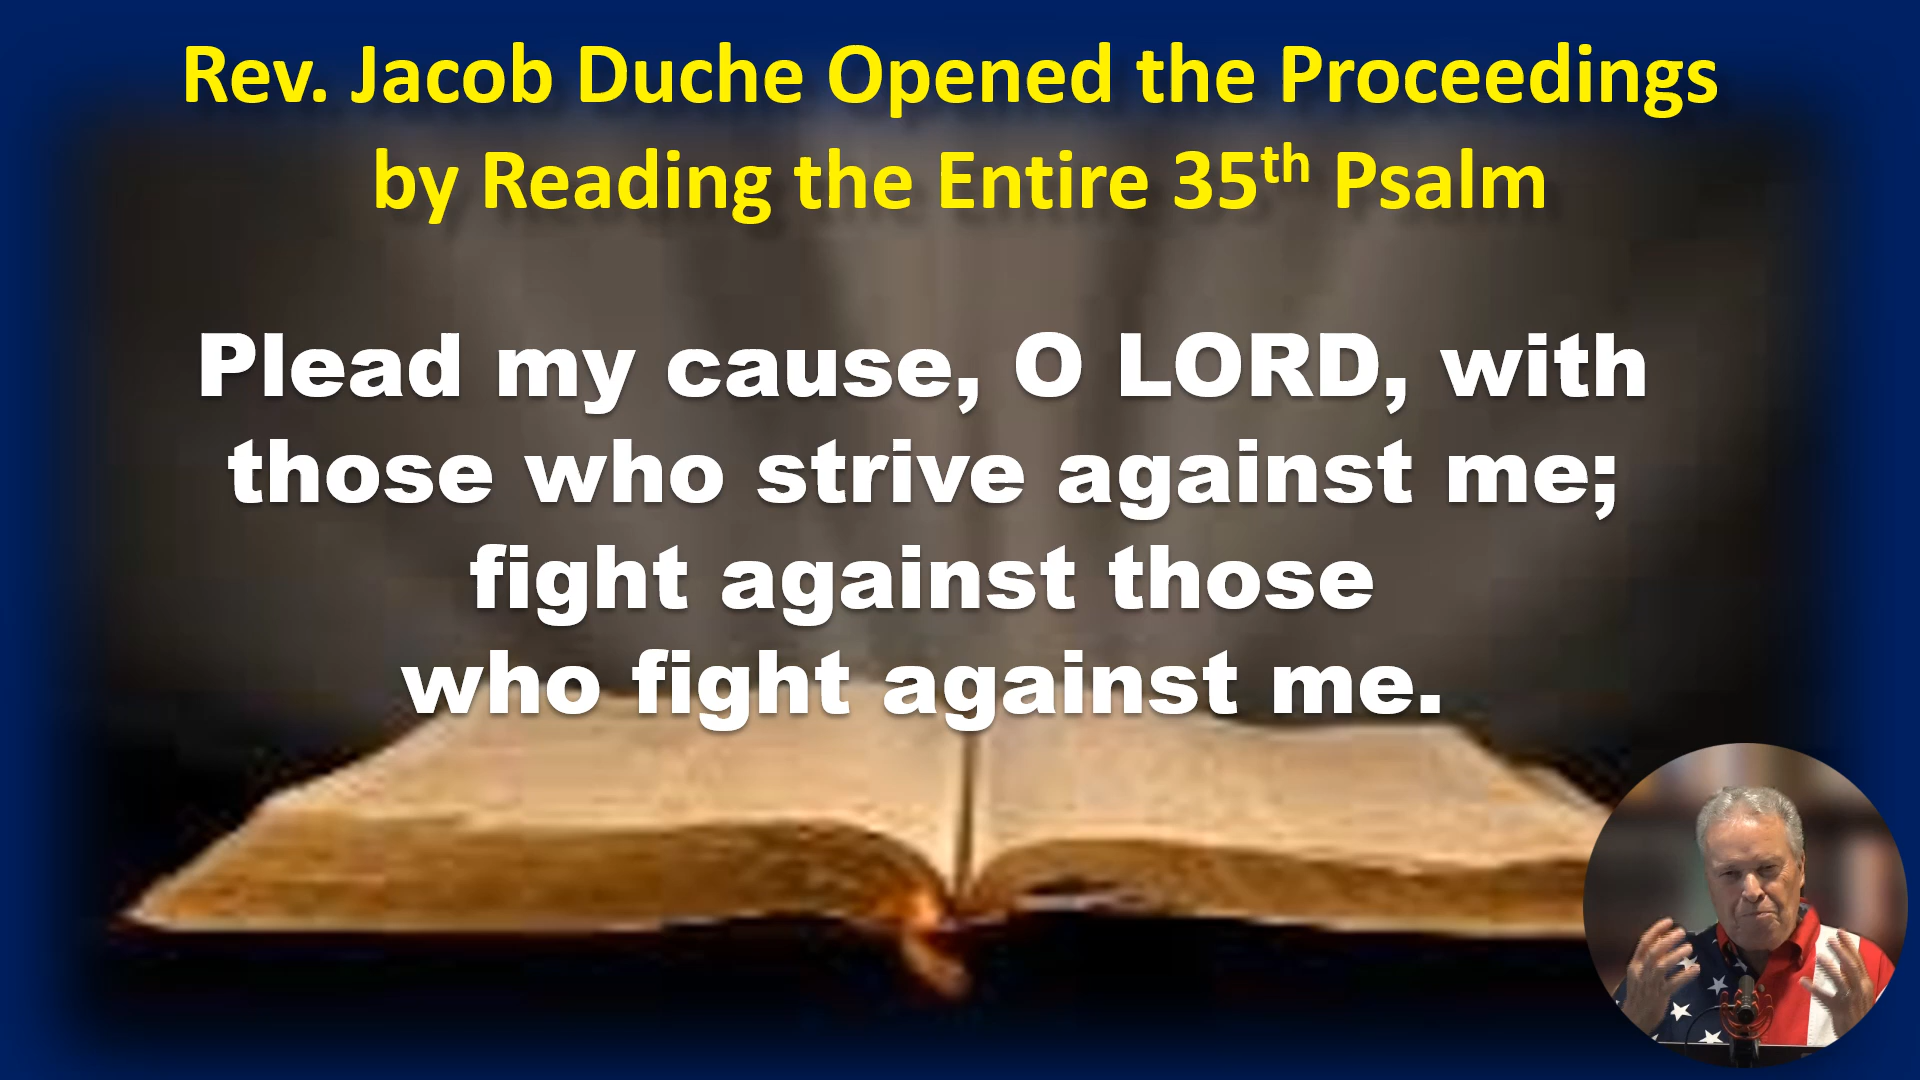 Rev. Jacob Duche Opened the Proceedings
by Reading the Entire 35th Psalm
Plead my cause, O LORD, with
those who strive against me;
fight against those
who fight against me.